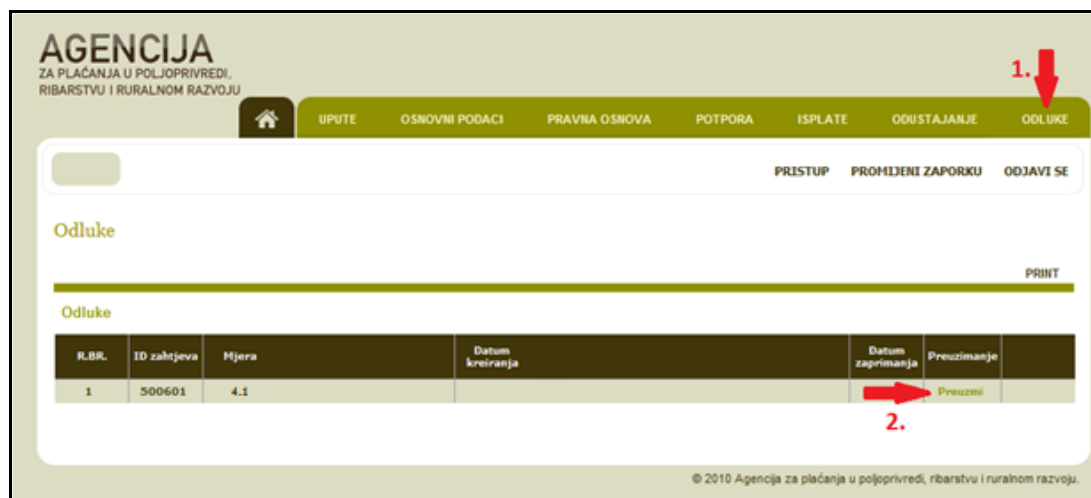 AGENCIJA
ZA PLAĆANJA U POLJOPRIVREDI,
RIBARSTVU I RURALNOM RAZVOJU
1.
UPUTE OSNOVNI PODACI PRAVNA OSNOVA POTPORA ISPLATE ODUSTAJANJE ODLUKE
PRISTUP PROMIJENI ZAPORKU ODJAVI SE
Odluke
PRINT
Odluke
R.BR. ID zahtjeva Mjera Datum kreiranja Datum zaprimanja Preuzimanje
1 500601 4.1 Preuzmi
2.
© 2010 Agencija za plaćanja u poljoprivredi, ribarstvu i ruralnom razvoju.